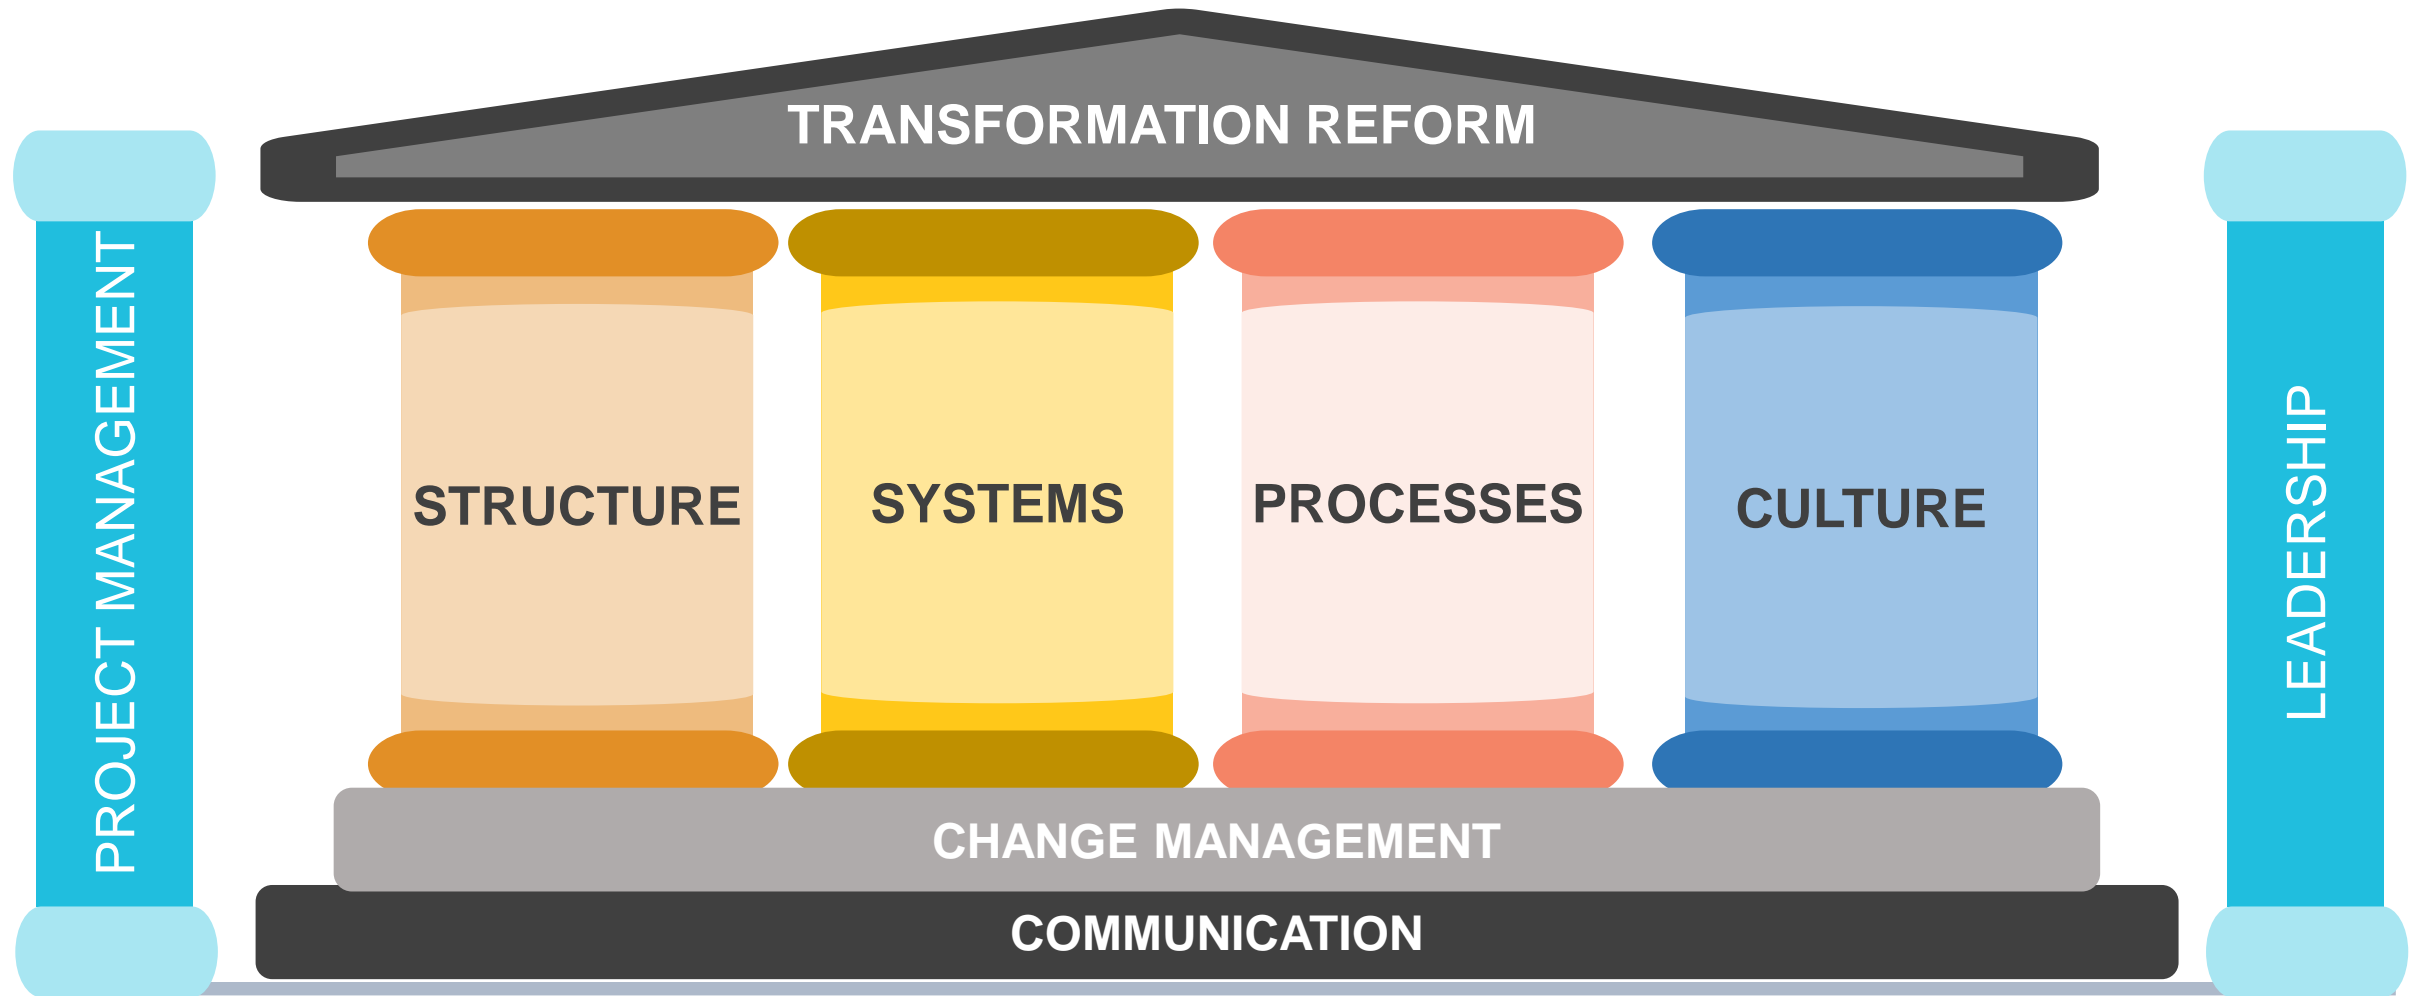 TRANSFORMATION REFORM
PROJECT MANAGEMENT
STRUCTURE
SYSTEMS
PROCESSES
CULTURE
LEADERSHIP
CHANGE MANAGEMENT
COMMUNICATION